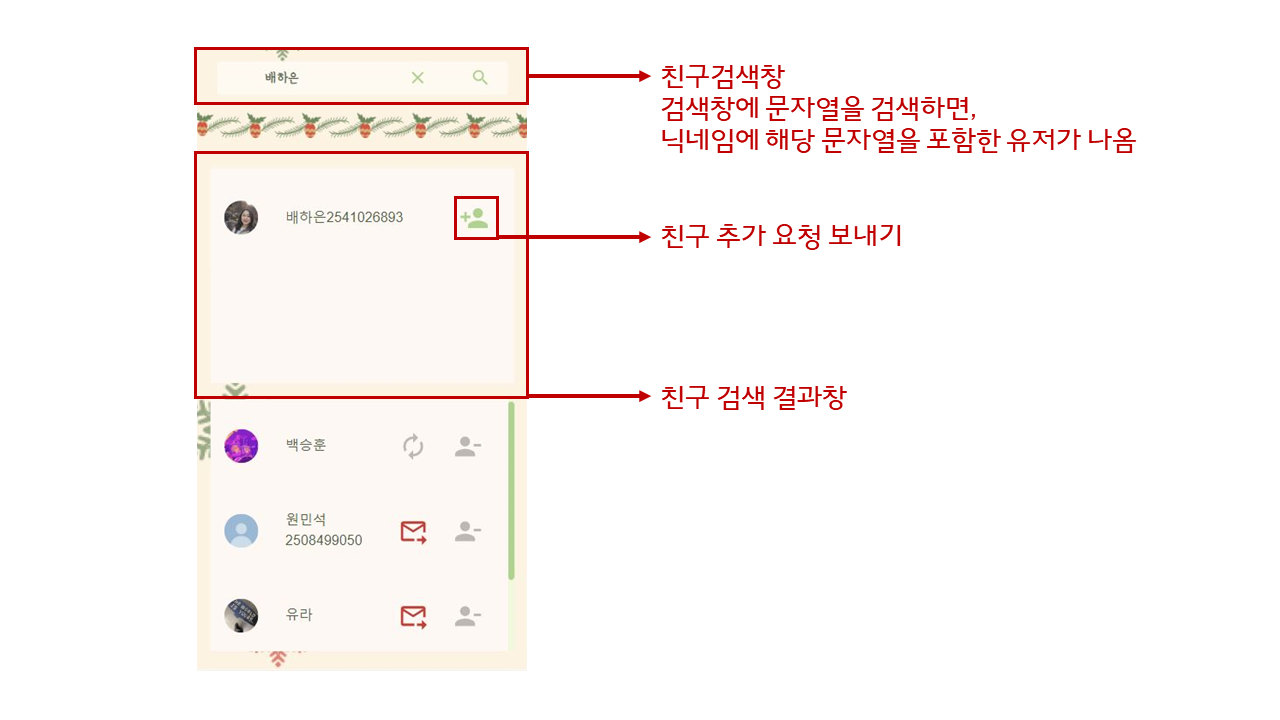 배하은
친구검색창
검색창에 문자열을 검색하면,
닉네임에 해당 문자열을 포함한 유저가 나옴
배하은2541026893
친구 추가 요청 보내기
친구 검색 결과창
백승훈
원민석
2508499050
유라